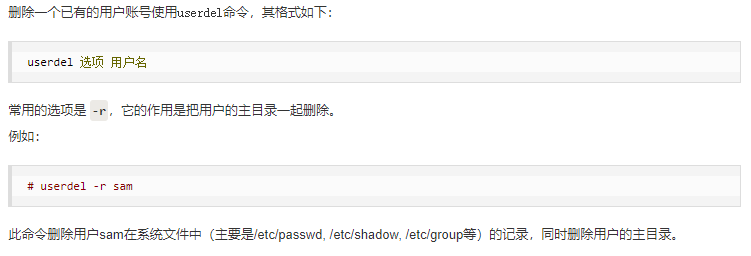 删除一个已有的用户账号使用userdel命令，其格式如下：
userdel 选项 用户名
常用的选项是 -r，它的作用是把用户的主目录一起删除。
例如：
# userdel -r sam
此命令删除用户sam在系统文件中（主要是/etc/passwd, /etc/shadow, /etc/group等）的记录，同时删除用户的主目录。